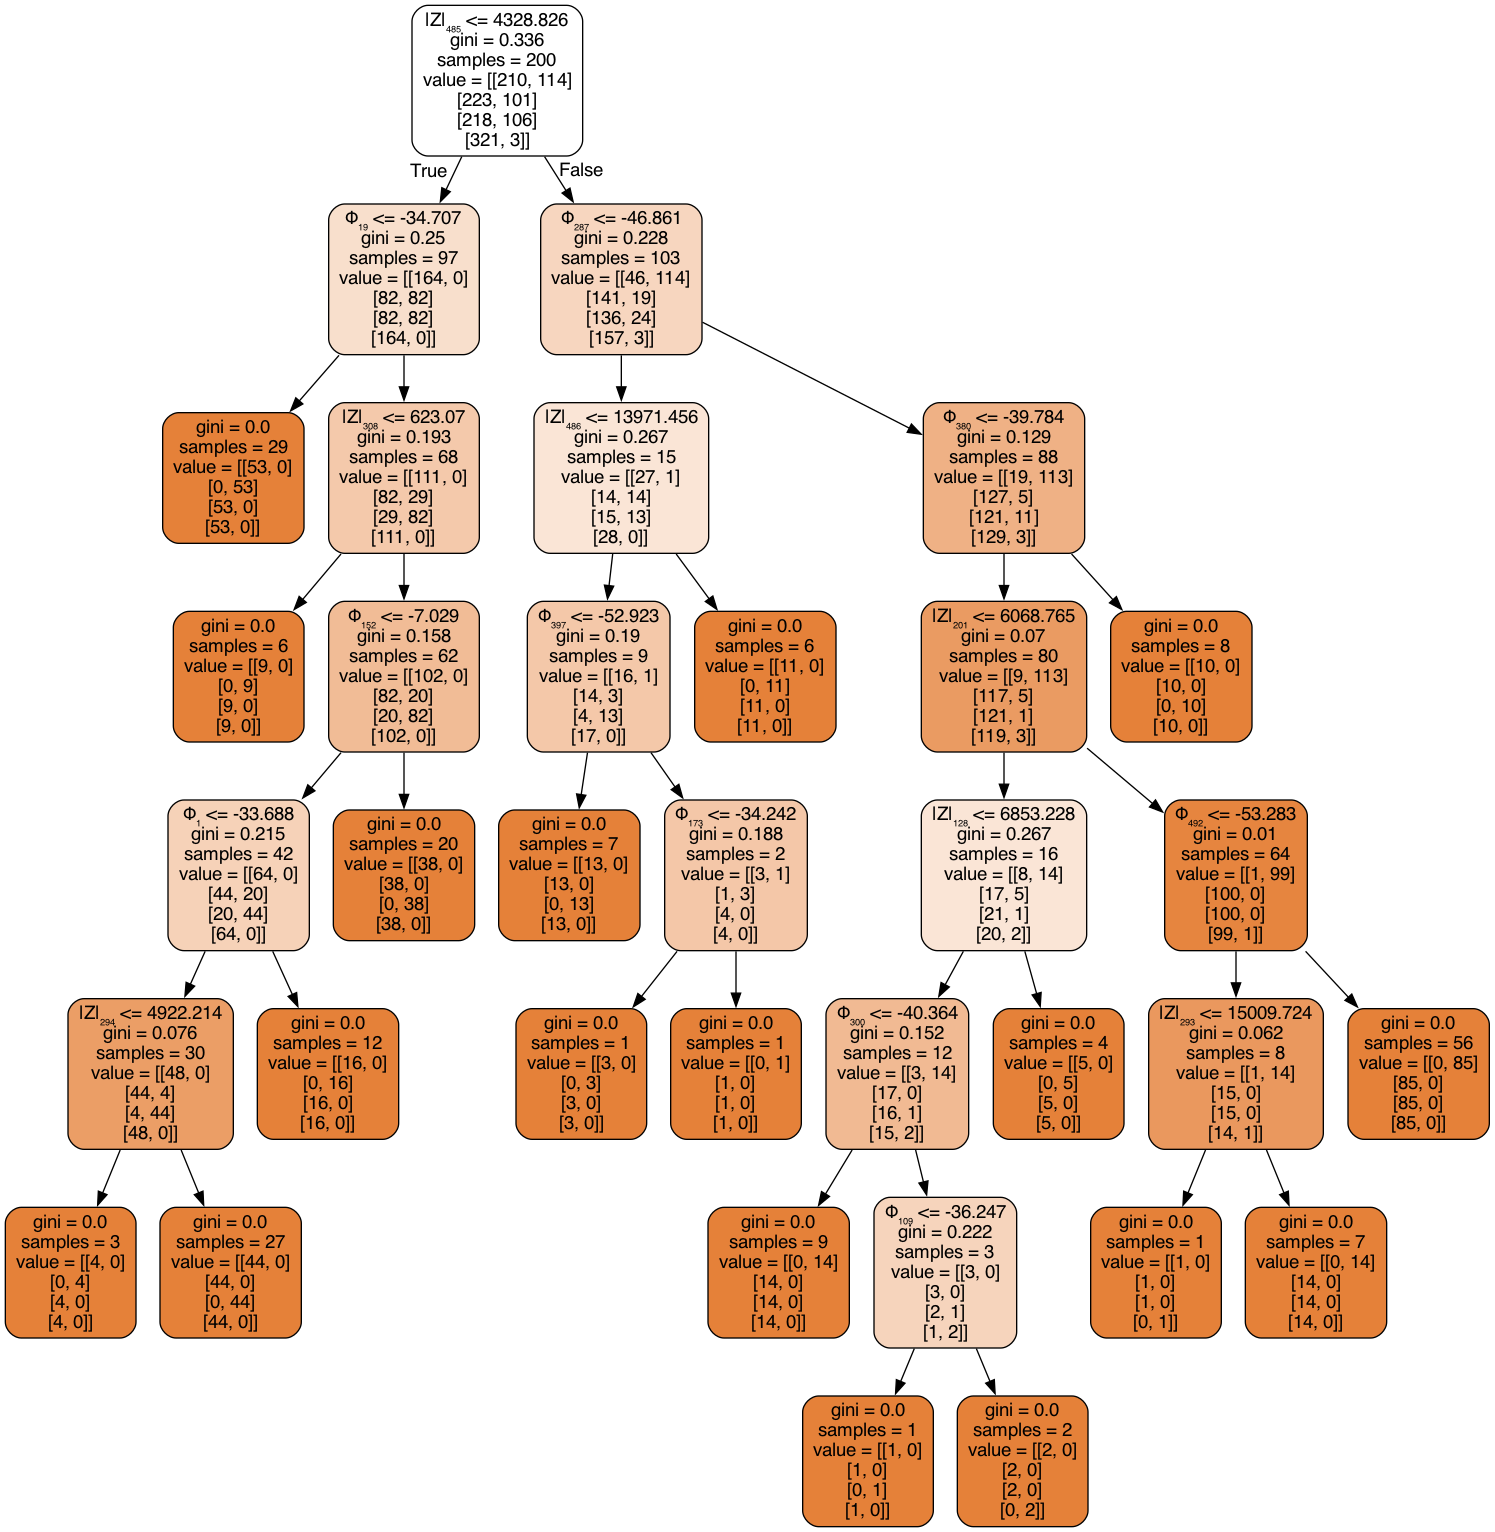 |Z|₄₈₅ <= 4328.826
gini = 0.336
samples = 200
value = [[210, 114]
[223, 101]
[218, 106]
[321, 3]]
True
False
Φ₁₉ <= -34.707
gini = 0.25
samples = 97
value = [[164, 0]
[82, 82]
[82, 82]
[164, 0]]
Φ₂₈₇ <= -46.861
gini = 0.228
samples = 103
value = [[46, 114]
[141, 19]
[136, 24]
[157, 3]]
gini = 0.0
samples = 29
value = [[53, 0]
[0, 53]
[53, 0]
[53, 0]]
|Z|₃₀₈ <= 623.07
gini = 0.193
samples = 68
value = [[111, 0]
[82, 29]
[29, 82]
[111, 0]]
|Z|₄₈₆ <= 13971.456
gini = 0.267
samples = 15
value = [[27, 1]
[14, 14]
[15, 13]
[28, 0]]
Φ₃₈₀ <= -39.784
gini = 0.129
samples = 88
value = [[19, 113]
[127, 5]
[121, 11]
[129, 3]]
gini = 0.0
samples = 6
value = [[9, 0]
[0, 9]
[9, 0]
[9, 0]]
Φ₁₅₂ <= -7.029
gini = 0.158
samples = 62
value = [[102, 0]
[82, 20]
[20, 82]
[102, 0]]
Φ₃₉₇ <= -52.923
gini = 0.19
samples = 9
value = [[16, 1]
[14, 3]
[4, 13]
[17, 0]]
gini = 0.0
samples = 6
value = [[11, 0]
[0, 11]
[11, 0]
[11, 0]]
|Z|₂₀₁ <= 6068.765
gini = 0.07
samples = 80
value = [[9, 113]
[117, 5]
[121, 1]
[119, 3]]
gini = 0.0
samples = 8
value = [[10, 0]
[10, 0]
[0, 10]
[10, 0]]
Φ₁ <= -33.688
gini = 0.215
samples = 42
value = [[64, 0]
[44, 20]
[20, 44]
[64, 0]]
gini = 0.0
samples = 20
value = [[38, 0]
[38, 0]
[0, 38]
[38, 0]]
gini = 0.0
samples = 7
value = [[13, 0]
[13, 0]
[0, 13]
[13, 0]]
Φ₁₇₃ <= -34.242
gini = 0.188
samples = 2
value = [[3, 1]
[1, 3]
[4, 0]
[4, 0]]
|Z|₁₂₈ <= 6853.228
gini = 0.267
samples = 16
value = [[8, 14]
[17, 5]
[21, 1]
[20, 2]]
Φ₄₉₂ <= -53.283
gini = 0.01
samples = 64
value = [[1, 99]
[100, 0]
[100, 0]
[99, 1]]
|Z|₂₉₄ <= 4922.214
gini = 0.076
samples = 30
value = [[48, 0]
[44, 4]
[4, 44]
[48, 0]]
gini = 0.0
samples = 12
value = [[16, 0]
[0, 16]
[16, 0]
[16, 0]]
gini = 0.0
samples = 1
value = [[3, 0]
[0, 3]
[3, 0]
[3, 0]]
gini = 0.0
samples = 1
value = [[0, 1]
[1, 0]
[1, 0]
[1, 0]]
Φ₃₀₀ <= -40.364
gini = 0.152
samples = 12
value = [[3, 14]
[17, 0]
[16, 1]
[15, 2]]
gini = 0.0
samples = 4
value = [[5, 0]
[0, 5]
[5, 0]
[5, 0]]
|Z|₂₉₃ <= 15009.724
gini = 0.062
samples = 8
value = [[1, 14]
[15, 0]
[15, 0]
[14, 1]]
gini = 0.0
samples = 56
value = [[0, 85]
[85, 0]
[85, 0]
[85, 0]]
gini = 0.0
samples = 3
value = [[4, 0]
[0, 4]
[4, 0]
[4, 0]]
gini = 0.0
samples = 27
value = [[44, 0]
[44, 0]
[0, 44]
[44, 0]]
gini = 0.0
samples = 9
value = [[0, 14]
[14, 0]
[14, 0]
[14, 0]]
Φ₁₀₉ <= -36.247
gini = 0.222
samples = 3
value = [[3, 0]
[3, 0]
[2, 1]
[1, 2]]
gini = 0.0
samples = 1
value = [[1, 0]
[1, 0]
[1, 0]
[0, 1]]
gini = 0.0
samples = 7
value = [[0, 14]
[14, 0]
[14, 0]
[14, 0]]
gini = 0.0
samples = 1
value = [[1, 0]
[1, 0]
[0, 1]
[1, 0]]
gini = 0.0
samples = 2
value = [[2, 0]
[2, 0]
[2, 0]
[0, 2]]